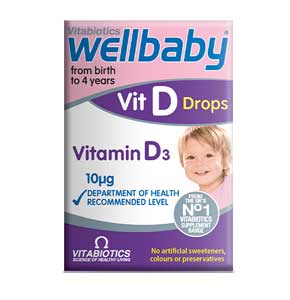 Vitabiotics
wellbaby®
from birth
to 4 years
Vit D Drops
Vitamin D3
10µg
✓DEPARTMENT OF HEALTH
RECOMMENDED LEVEL
FROM THE
UK'S
Nº1
VITABIOTICS
SUPPLEMENT
RANGE
VITABIOTICS
SCIENCE OF HEALTHY LIVING
No artificial sweeteners,
colours or preservatives